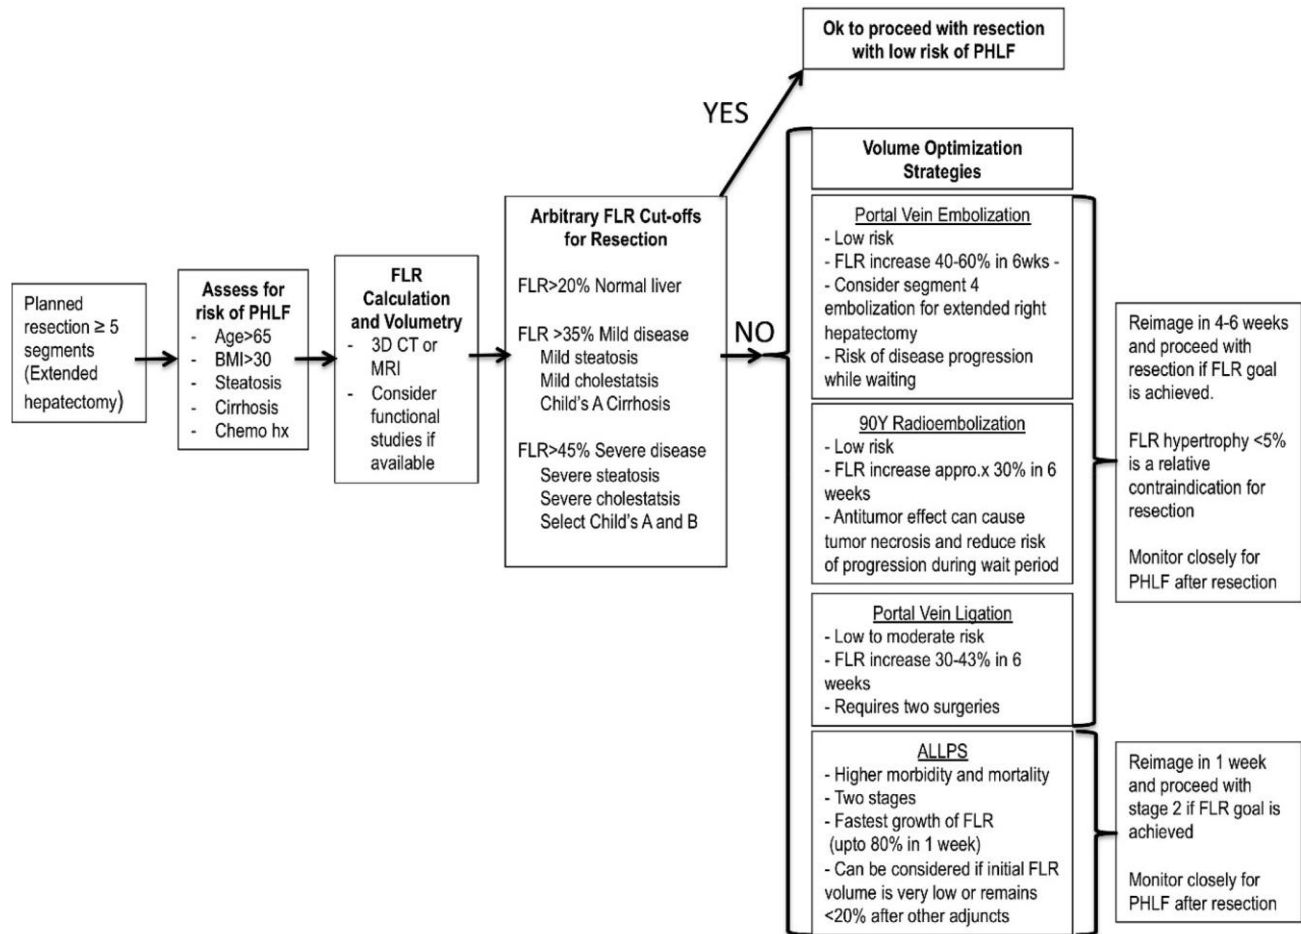 Planned
resection ≥ 5
segments
(Extended
hepatectomy)
Assess for
risk of PHLF
- Age>65
- BMI>30
- Steatosis
- Cirrhosis
- Chemo hx
FLR
Calculation
and Volumetry
- 3D CT or
MRI
- Consider
functional
studies if
available
Arbitrary FLR Cut-offs
for Resection
FLR>20% Normal liver
FLR >35% Mild disease
Mild steatosis
Mild cholestatsis
Child's A Cirrhosis
FLR>45% Severe disease
Severe steatosis
Severe cholestatsis
Select Child's A and B
YES
Ok to proceed with resection
with low risk of PHLF
NO
Volume Optimization
Strategies
Portal Vein Embolization
- Low risk
- FLR increase 40-60% in 6wks -
- Consider segment 4
embolization for extended right
hepatectomy
- Risk of disease progression
while waiting
90Y Radioembolization
- Low risk
- FLR increase appro.x 30% in 6
weeks
- Antitumor effect can cause
tumor necrosis and reduce risk
of progression during wait period
Portal Vein Ligation
- Low to moderate risk
- FLR increase 30-43% in 6
weeks
- Requires two surgeries
ALLPS
- Higher morbidity and mortality
- Two stages
- Fastest growth of FLR
(upto 80% in 1 week)
- Can be considered if initial FLR
volume is very low or remains
<20% after other adjuncts
Reimage in 4-6 weeks
and proceed with
resection if FLR goal
is achieved.
FLR hypertrophy <5%
is a relative
contraindication for
resection
Monitor closely for
PHLF after resection
Reimage in 1 week
and proceed with
stage 2 if FLR goal is
achieved
Monitor closely for
PHLF after resection